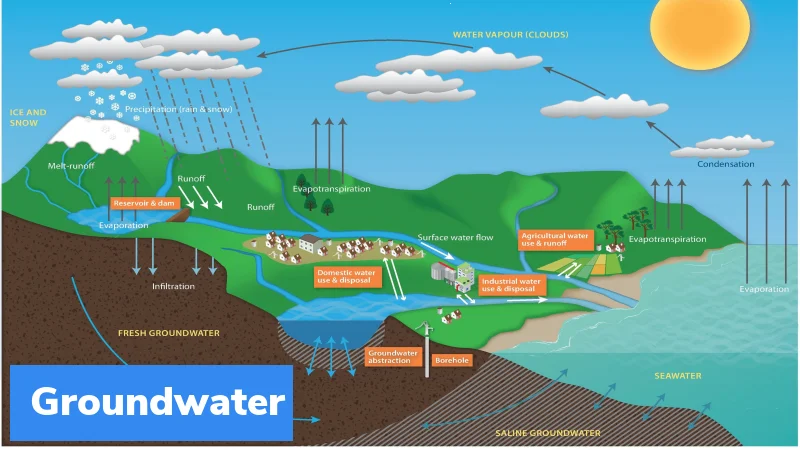 WATER VAPOUR (CLOUDS)
Precipitation (rain & snow)
ICE AND
SNOW
Condensation
Melt-runoff
Runoff
Evapotranspiration
Reservoir & dam
Runoff
Evaporation
Surface water flow
Agricultural water
use & runoff
Evapotranspiration
Domestic water
use & disposal
Industrial water
use & disposal
Infiltration
Evaporation
FRESH GROUNDWATER
Groundwater
abstraction
Borehole
SEAWATER
Groundwater
SALINE GROUNDWATER